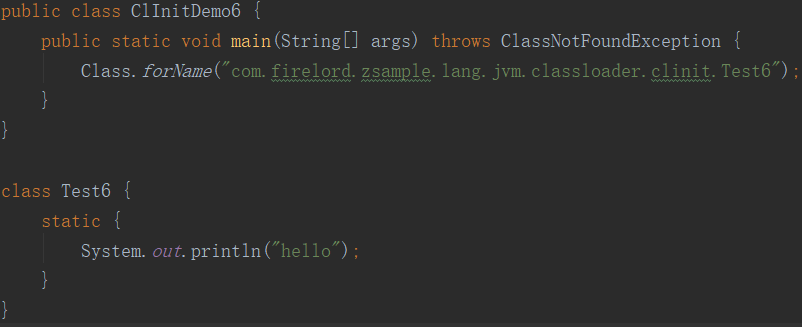 public class ClInitDemo6 {
    public static void main(String[] args) throws ClassNotFoundException {
        Class.forName("com.firelord.zsample.lang.jvm.classloader.clinit.Test6");
    }
}
class Test6 {
    static {
        System.out.println("hello");
    }
}